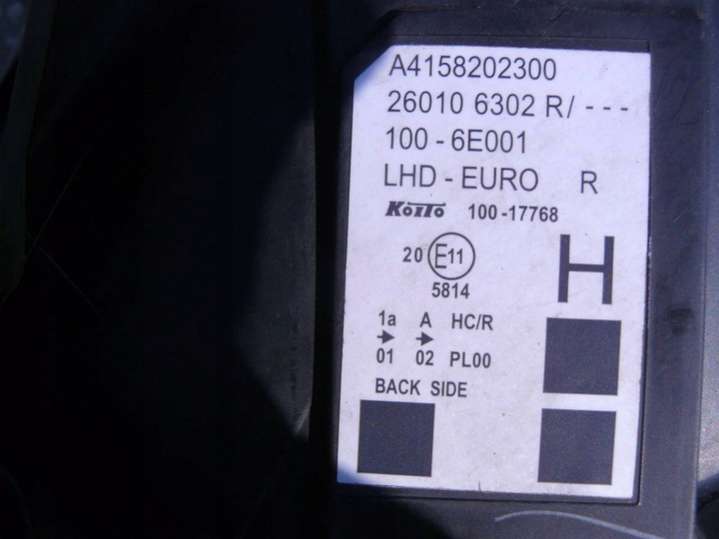 A4158202300
26010 6302 R/ - - -
100 - 6E001
LHD - EURO R
KOITO 100-17768
20 E11
5814
H
1a A HC/R
01 02 PL00
BACK SIDE